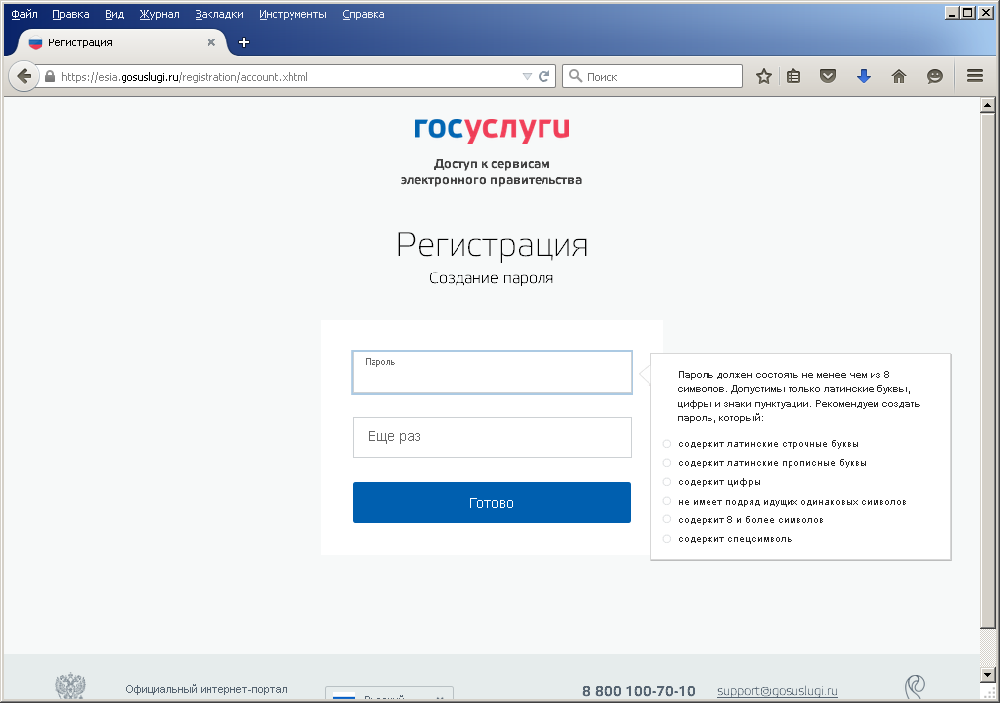 Файл Правка Вид Журнал Закладки Инструменты Справка
Регистрация
https://esia.gosuslugi.ru/registration/account.xhtml
Поиск
госуслуги
Доступ к сервисам
электронного правительства
Регистрация
Создание пароля
Пароль
Еще раз
Готово
Пароль должен состоять не менее чем из 8
символов. Допустимы только латинские буквы,
цифры и знаки пунктуации. Рекомендуем создать
пароль, который:
содержит латинские строчные буквы
содержит латинские прописные буквы
содержит цифры
не имеет подряд идущих одинаковых символов
содержит 8 и более символов
содержит спецсимволы
Официальный интернет-портал
Русский
8 800 100-70-10
support@gosuslugi.ru